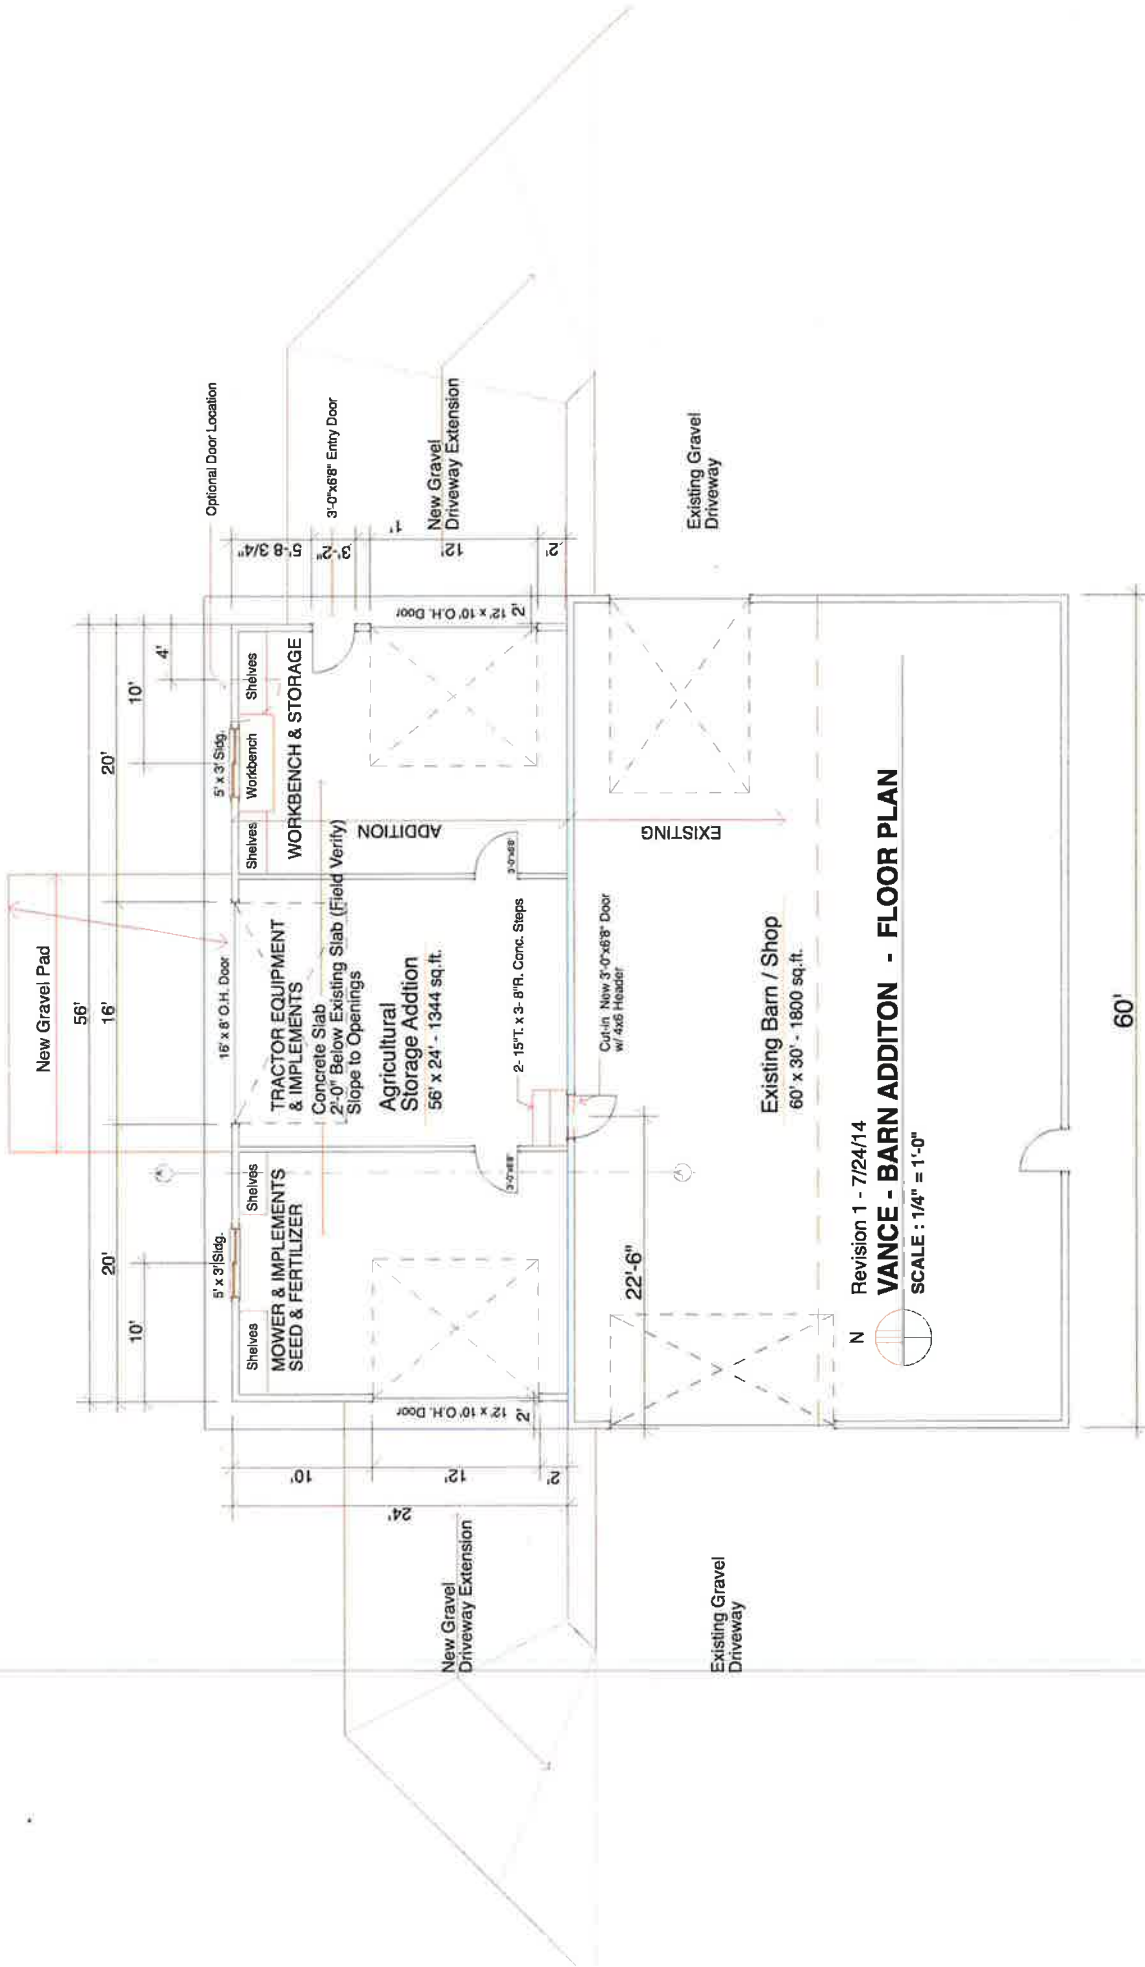 New Gravel Pad
56'
20'
16'
20'
10'
10'
4'
5' x 3' Sldg.
16' x 8' O.H. Door
5' x 3' Sldg.
Optional Door Location
Shelves
Shelves
Shelves
Workbench
Shelves
MOWER & IMPLEMENTS
SEED & FERTILIZER
TRACTOR EQUIPMENT
& IMPLEMENTS
Concrete Slab
2'-0" Below Existing Slab (Field Verify)
Slope to Openings
WORKBENCH & STORAGE
Agricultural
Storage Addtion
56' x 24' - 1344 sq.ft.
ADDITION
EXISTING
3'-0"x6'8"
3'-0"x6'8"
2- 15"T. x 3- 8"R. Conc. Steps
Cut-in New 3'-0"x6'8" Door
w/ 4x6 Header
12' x 10' O.H. Door
2'
12' x 10' O.H. Door
2'
10'
12'
2'
24'
5'-8 3/4"
3'-2"
1'
12'
2'
3'-0"x6'8" Entry Door
New Gravel
Driveway Extension
New Gravel
Driveway Extension
Existing Gravel
Driveway
Existing Gravel
Driveway
22'-6"
Existing Barn / Shop
60' x 30' - 1800 sq.ft.
A
A
N
Revision 1 - 7/24/14
VANCE - BARN ADDITON - FLOOR PLAN
SCALE : 1/4" = 1'-0"
60'